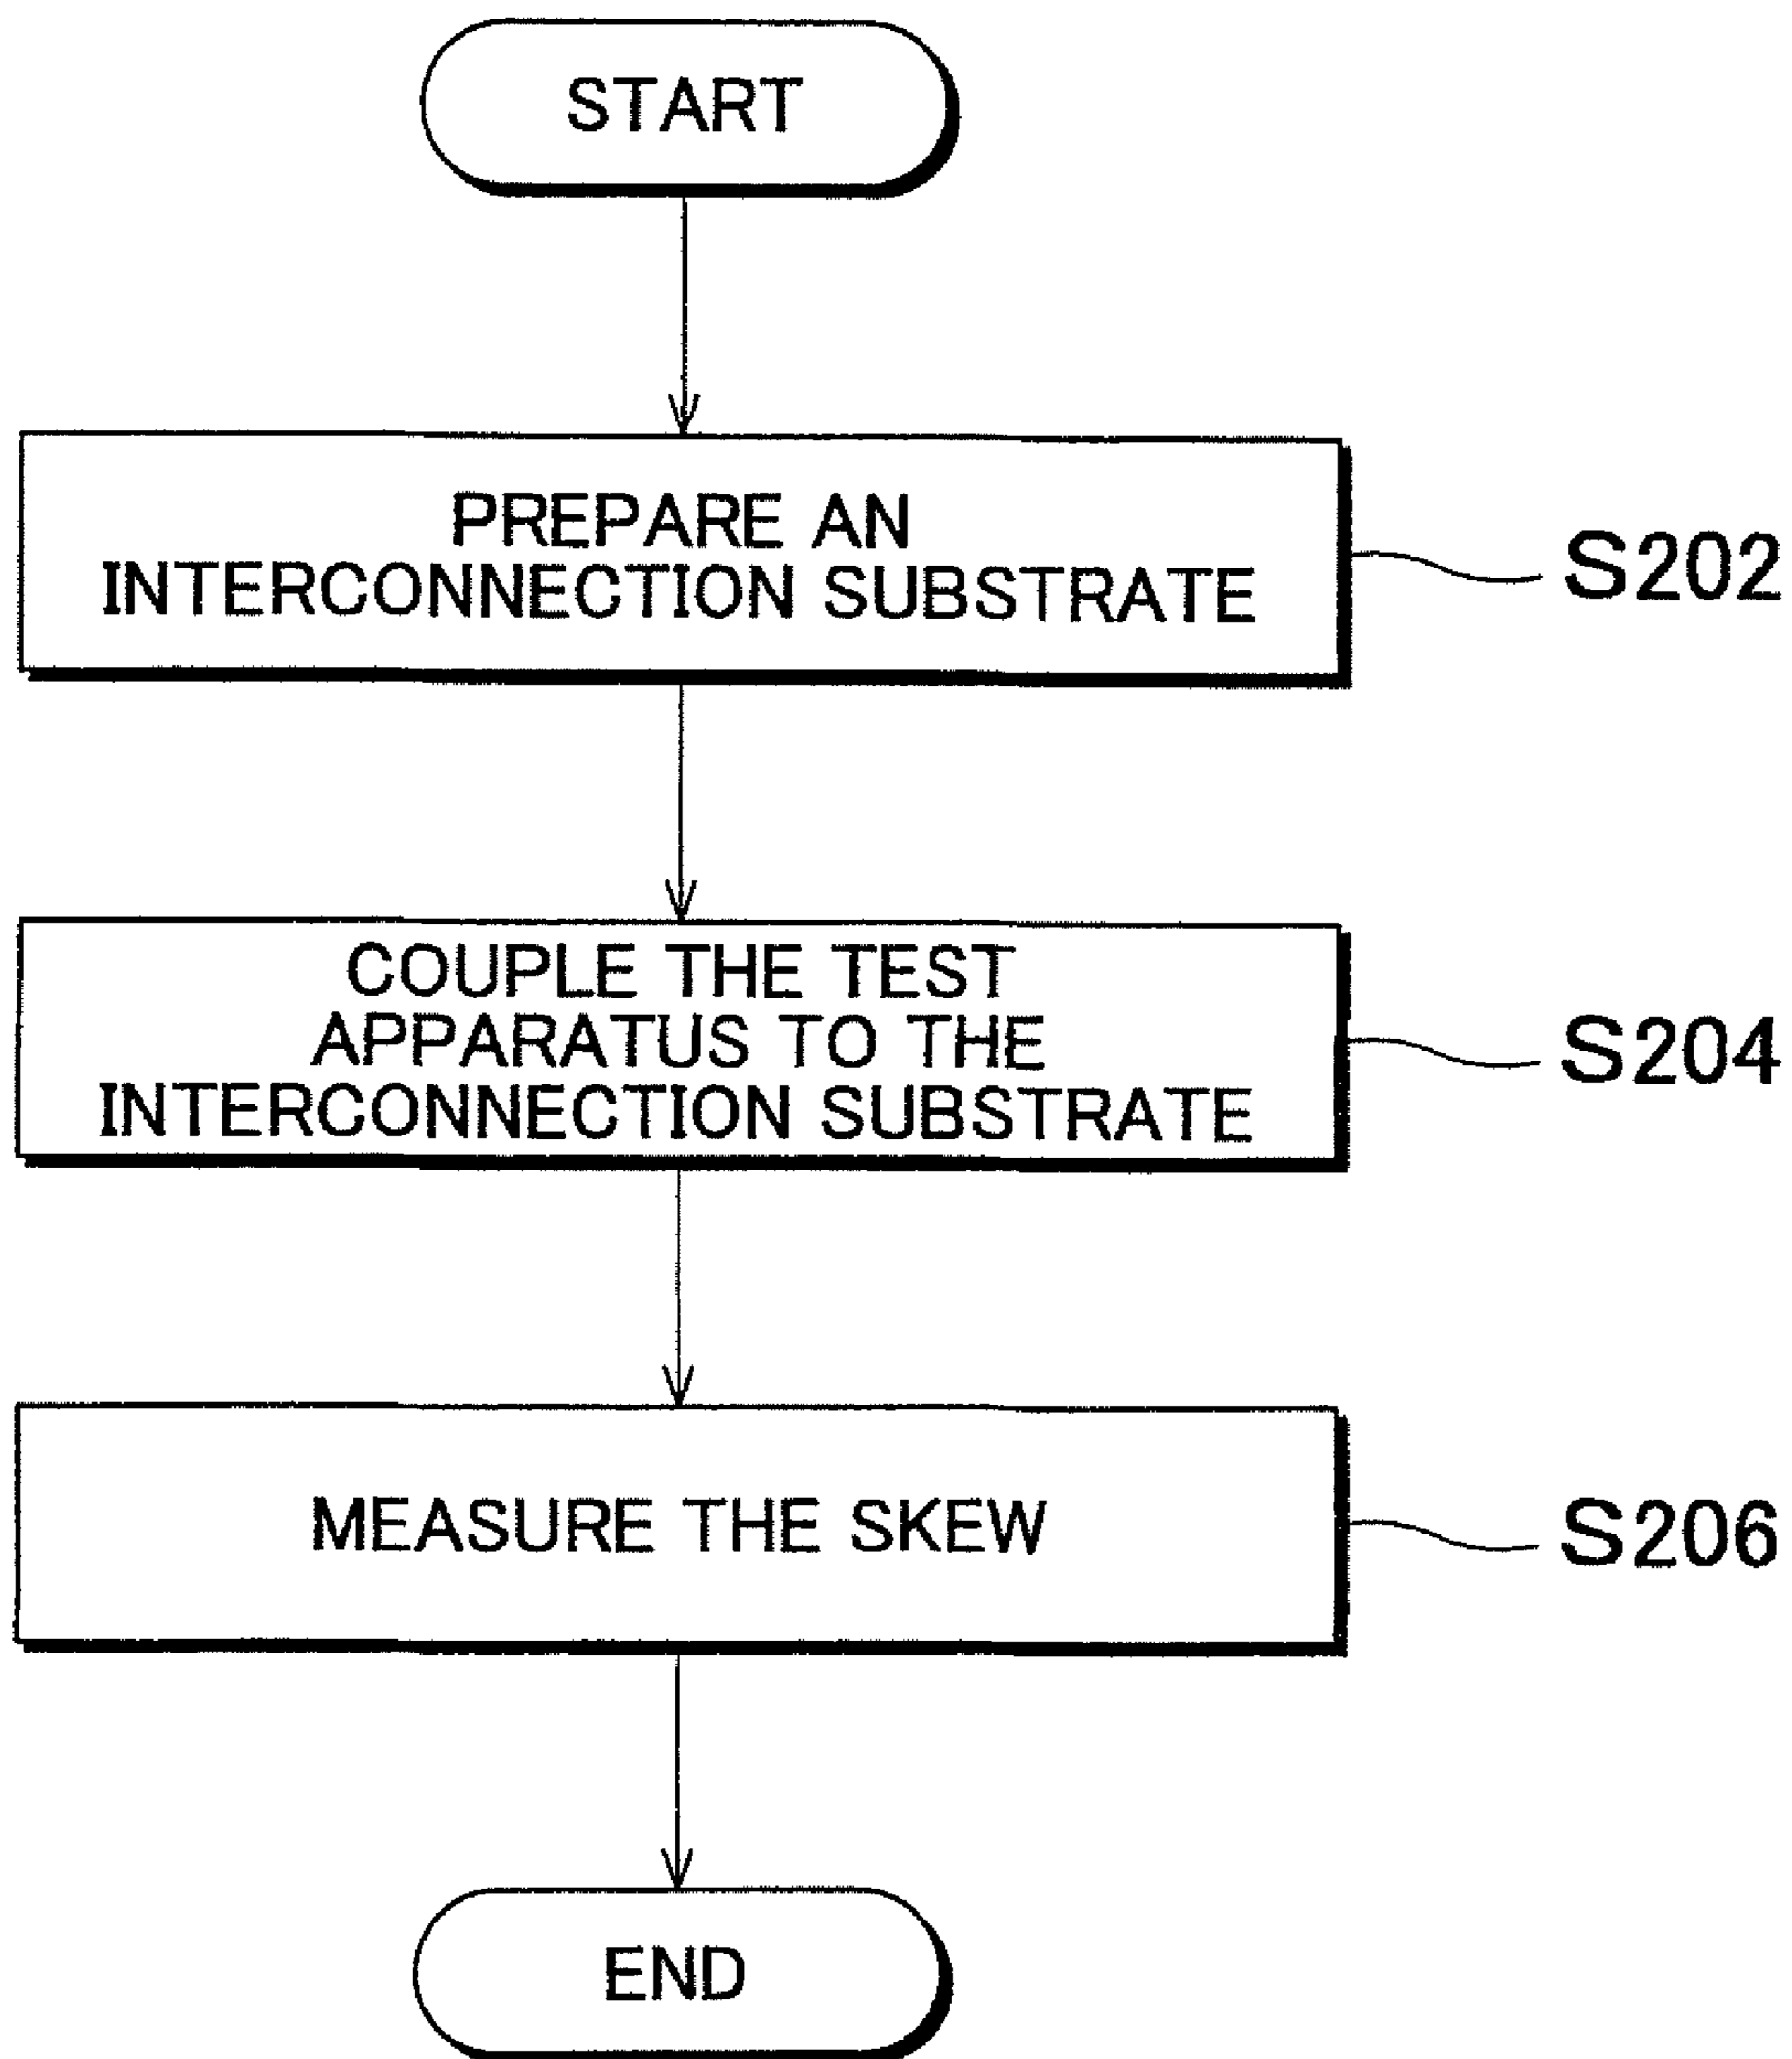 START
PREPARE AN
INTERCONNECTION SUBSTRATE
S202
COUPLE THE TEST
APPARATUS TO THE
INTERCONNECTION SUBSTRATE
S204
MEASURE THE SKEW
S206
END